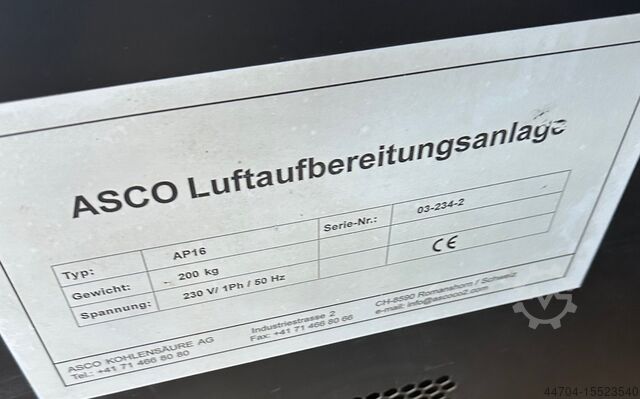 ASCO Luftaufbereitungsanlage
Typ: AP16 Serie-Nr.: 03-234-2
Gewicht: 200 kg CE
Spannung: 230 V/ 1Ph / 50 Hz
ASCO KOHLENSÄURE AG Industriestrasse 2 CH-8590 Romanshorn / Schweiz
Tel.: +41 71 466 80 80 Fax: +41 71 466 80 66 e-mail: info@ascoco2.com
44704-15523540